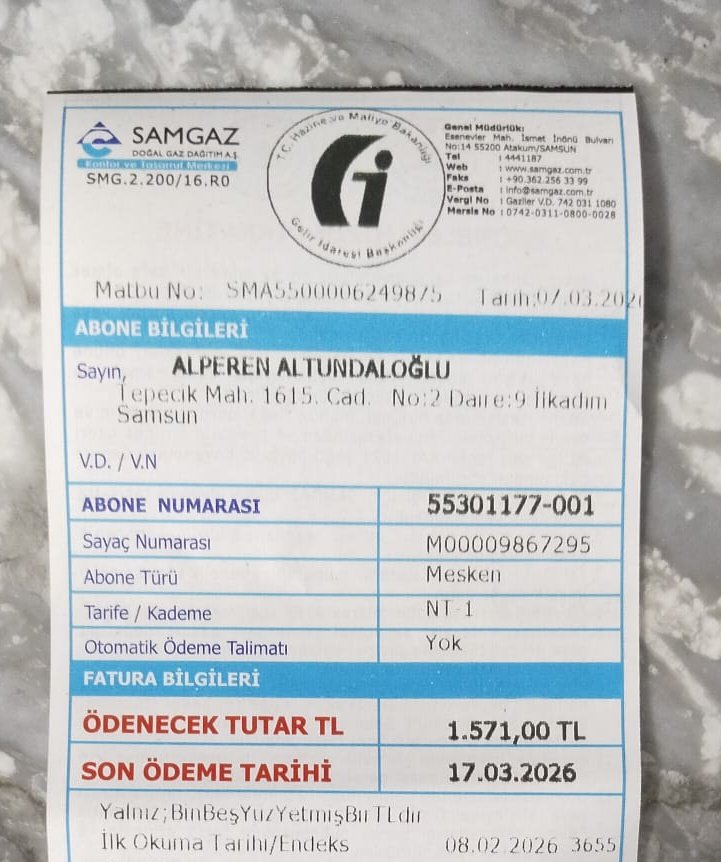 SAMGAZ
DOĞAL GAZ DAĞITIM A.Ş.
Konfor ve Tasarruf Merkezi
SMG.2.200/16.R0
T.C. Hazine ve Maliye Bakanlığı
Gelir İdaresi Başkanlığı
Genel Müdürlük:
Esenevler Mah. İsmet İnönü Bulvarı
No:14 55200 Atakum/SAMSUN
Tel : 4441187
Web : www.samgaz.com.tr
Faks : +90.362 256 33 99
E-Posta : info@samgaz.com.tr
Vergi No : Gaziler V.D. 742 031 1080
Mersis No : 0742-0311-0800-0028
Matbu No: SMA5500006249875 Tarih:07.03.202
ABONE BİLGİLERİ
Sayın, ALPEREN ALTUNDALOĞLU
Tepecik Mah. 1615. Cad. No:2 Daire:9 İlkadım
Samsun
V.D. / V.N
ABONE NUMARASI 55301177-001
Sayaç Numarası M00009867295
Abone Türü Mesken
Tarife / Kademe NT-1
Otomatik Ödeme Talimatı Yok
FATURA BİLGİLERİ
ÖDENECEK TUTAR TL 1.571,00 TL
SON ÖDEME TARİHİ 17.03.2026
Yalnız;BinBeşYüzYetmişBirTLdir
İlk Okuma Tarihi/Endeks 08.02.2026 3655